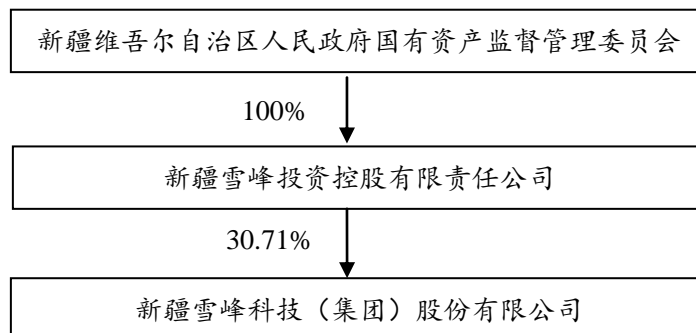 新疆维吾尔自治区人民政府国有资产监督管理委员会
100%
新疆雪峰投资控股有限责任公司
30.71%
新疆雪峰科技（集团）股份有限公司